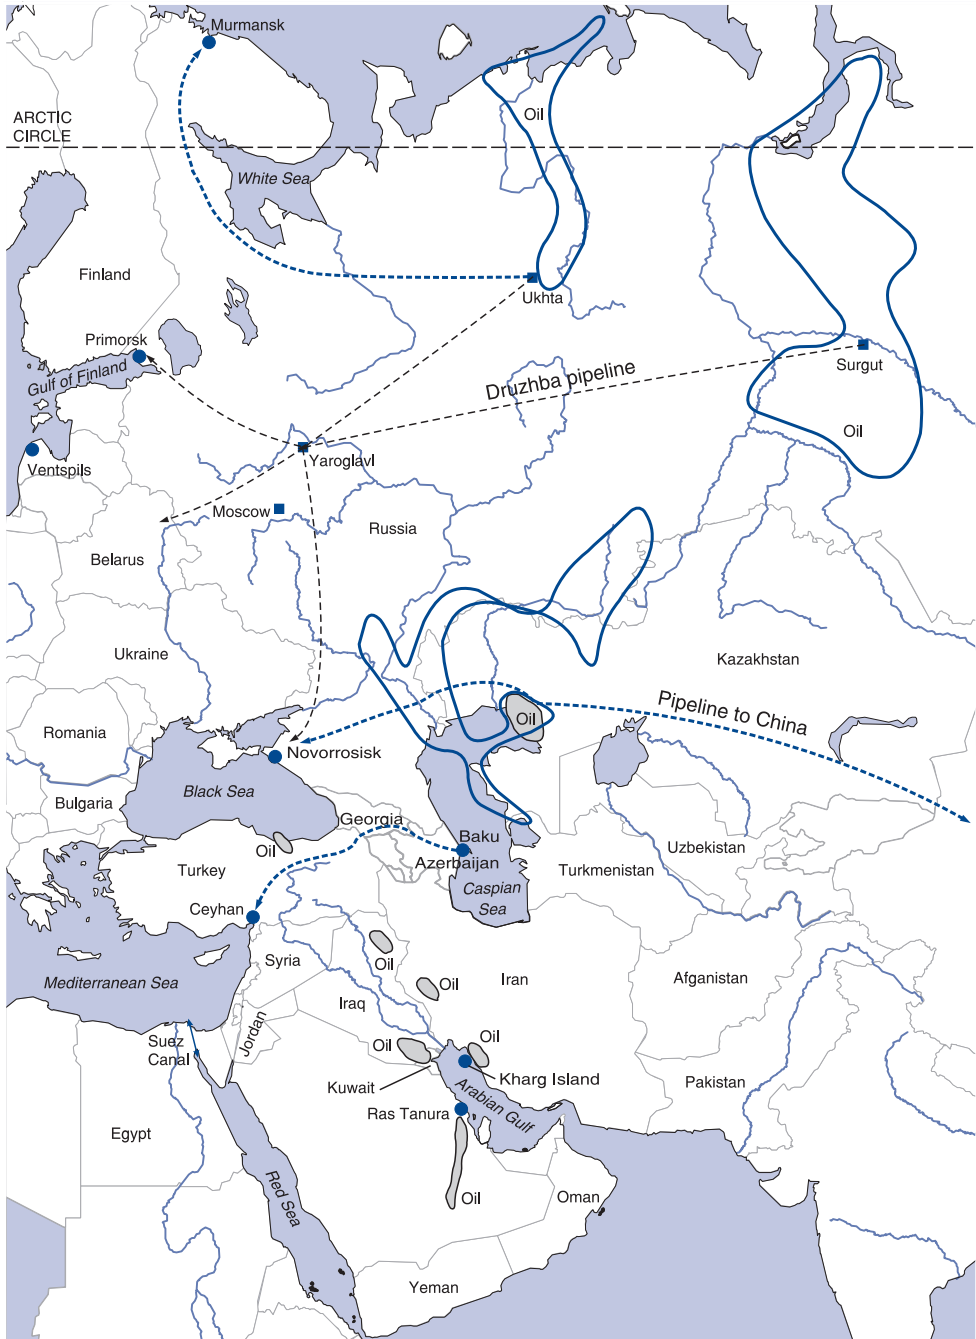 Murmansk
Oil
ARCTIC
CIRCLE
White Sea
Finland
Ukhta
Primorsk
Gulf of Finland
Surgut
Druzhba pipeline
Oil
Yaroglavl
Ventspils
Moscow
Russia
Belarus
Ukraine
Kazakhstan
Pipeline to China
Oil
Romania
Novorrosisk
Black Sea
Bulgaria
Georgia
Baku
Oil
Uzbekistan
Azerbaijan
Turkey
Turkmenistan
Caspian
Sea
Ceyhan
Syria
Oil
Mediterranean Sea
Iran
Afganistan
Oil
Iraq
Jordan
Suez
Canal
Oil
Oil
Kuwait
Kharg Island
Pakistan
Arabian Gulf
Ras Tanura
Egypt
Red Sea
Oil
Oman
Yemen